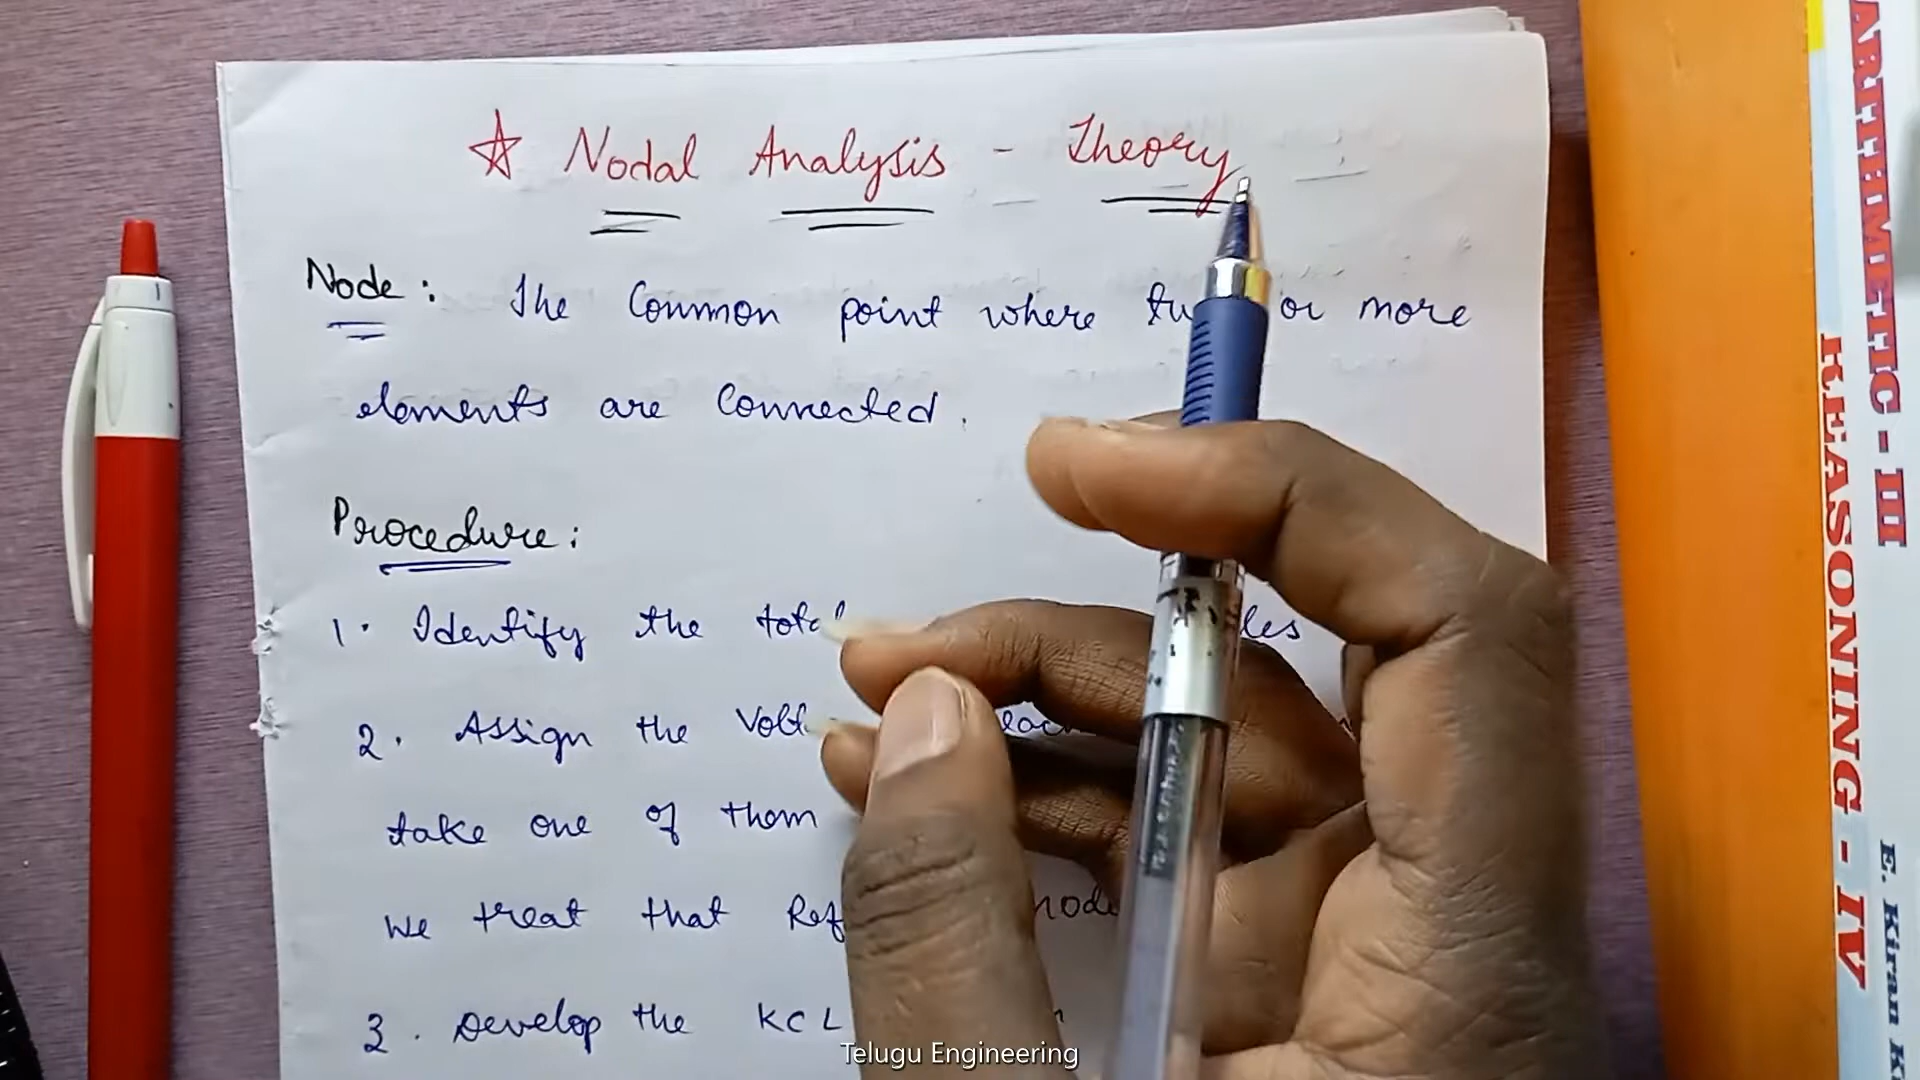 ☆ Nodal Analysis - Theory
Node : The Common point where or more
elements are Connected.
Procedure :
1. Identify the total
2. Assign the
take one of them
we treat that
3. Develop the KCL
Telugu Engineering
ARITHMETIC - III
REASONING - IV
E. Kiran